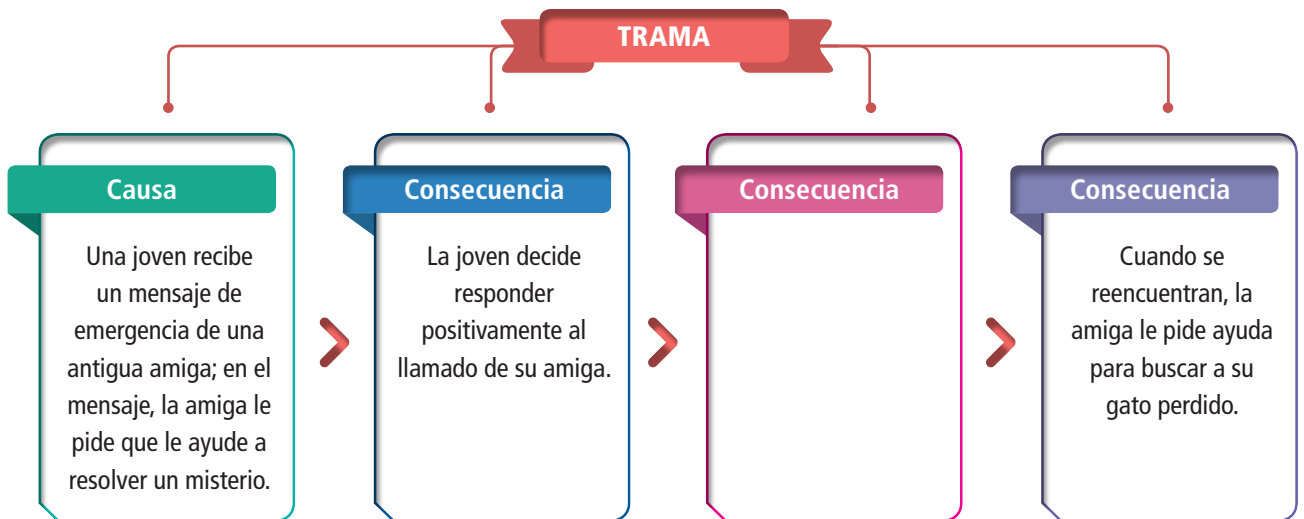 TRAMA
Causa
Una joven recibe
un mensaje de
emergencia de una
antigua amiga; en el
mensaje, la amiga le
pide que le ayude a
resolver un misterio.
Consecuencia
La joven decide
responder
positivamente al
llamado de su amiga.
Consecuencia
Consecuencia
Cuando se
reencuentran, la
amiga le pide ayuda
para buscar a su
gato perdido.